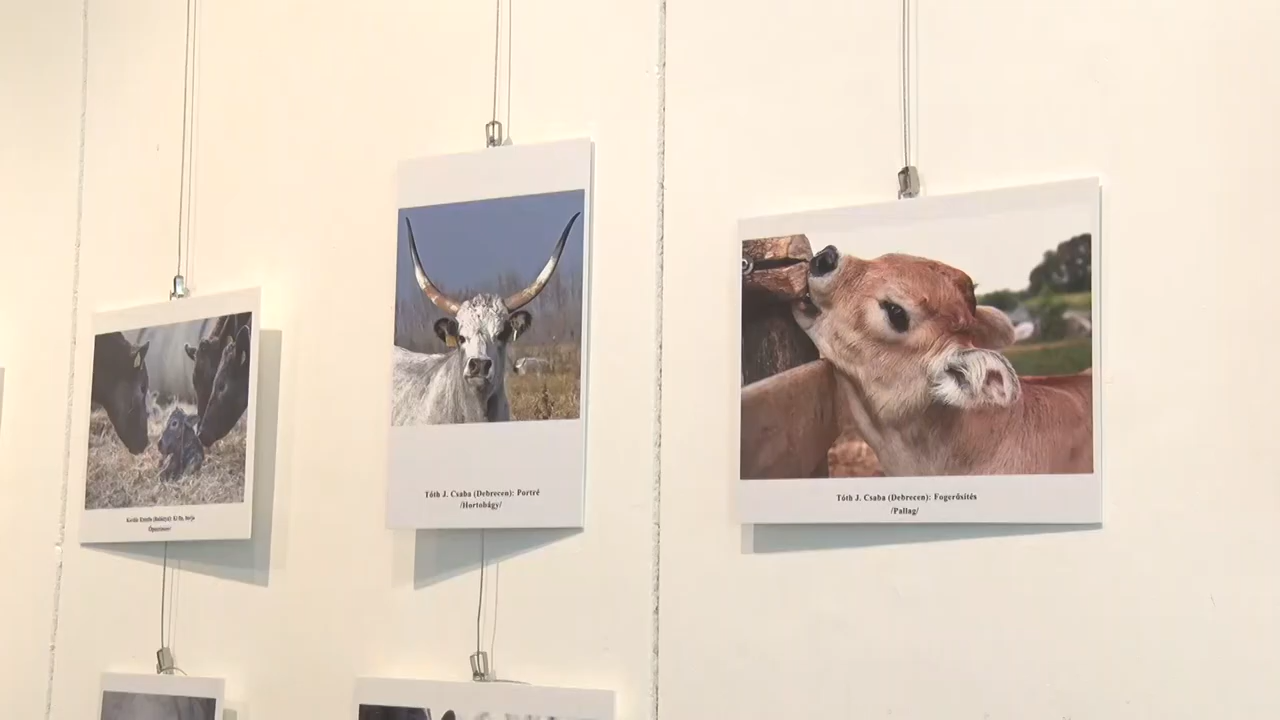 Tóth J. Csaba (Debrecen): Portré
/Hortobágy/
Tóth J. Csaba (Debrecen): Fogerősítés
/Pallag/